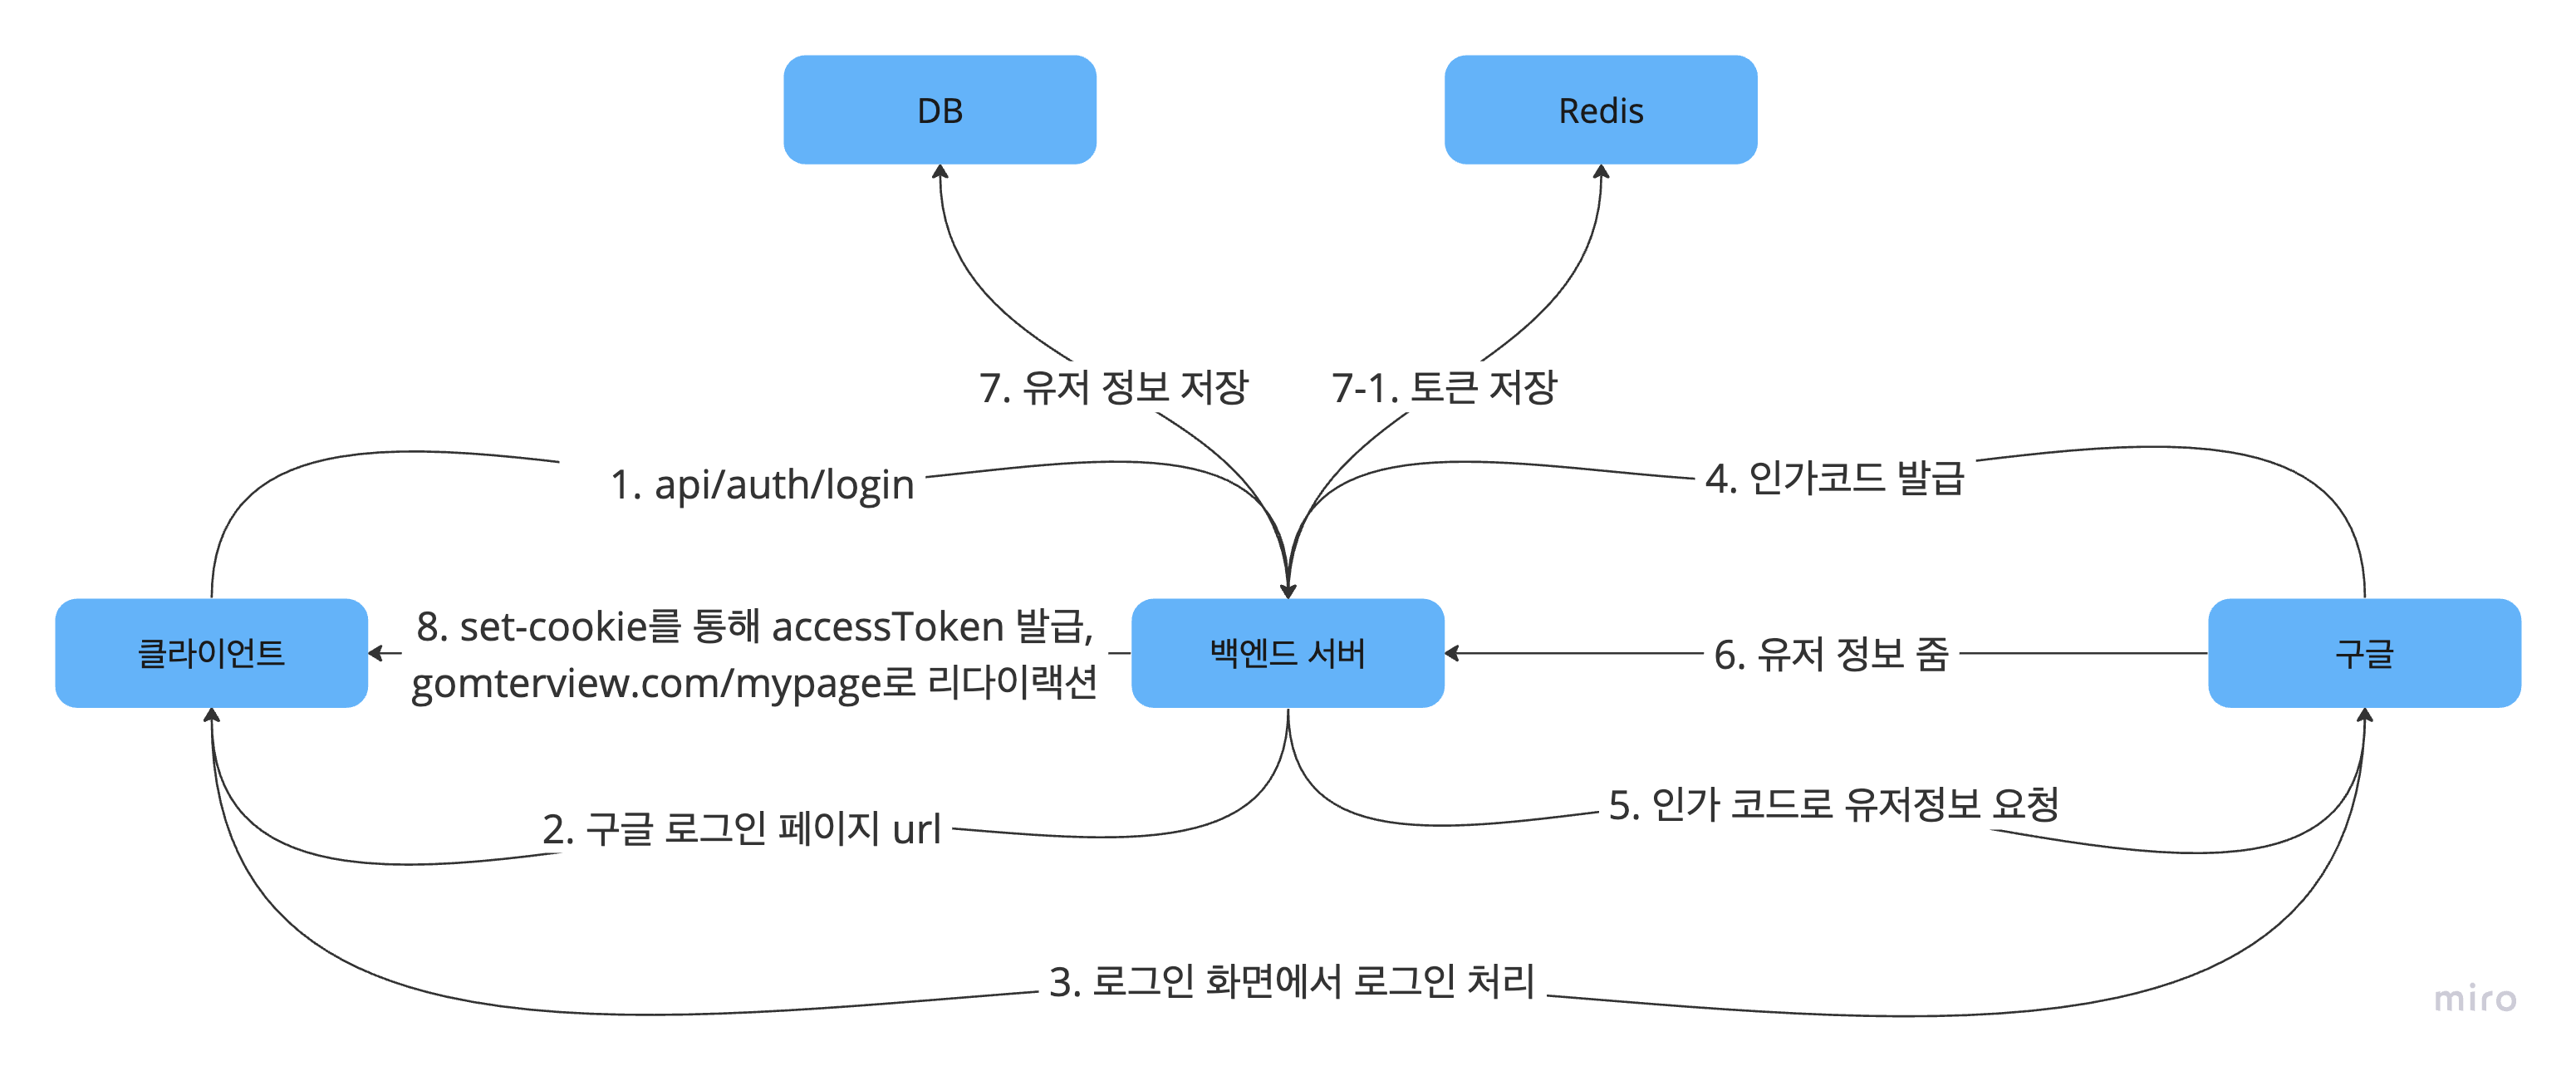 DB
Redis
7. 유저 정보 저장
7-1. 토큰 저장
1. api/auth/login
4. 인가코드 발급
클라이언트
8. set-cookie를 통해 accessToken 발급,
gomterview.com/mypage로 리다이랙션
백엔드 서버
6. 유저 정보 줌
구글
2. 구글 로그인 페이지 url
5. 인가 코드로 유저정보 요청
3. 로그인 화면에서 로그인 처리
miro